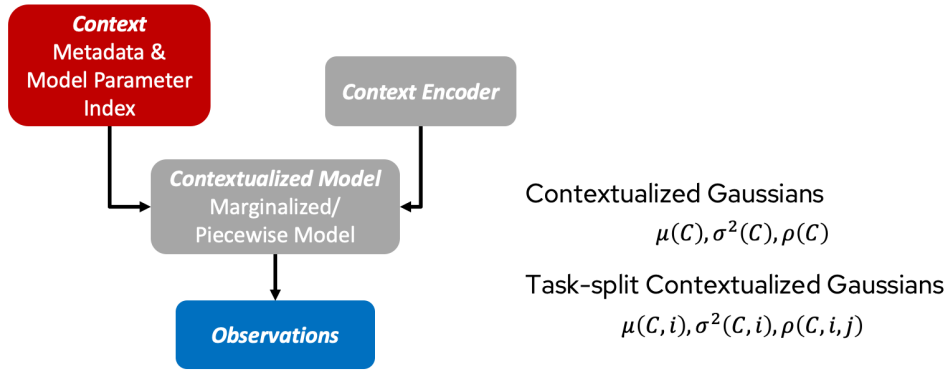 Context
Metadata &
Model Parameter
Index
Context Encoder
Contextualized Model
Marginalized/
Piecewise Model
Observations
Contextualized Gaussians
μ(C), σ²(C), ρ(C)
Task-split Contextualized Gaussians
μ(C, i), σ²(C, i), ρ(C, i, j)